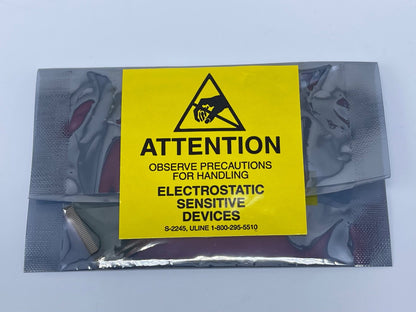 ATTENTION
OBSERVE PRECAUTIONS
FOR HANDLING
ELECTROSTATIC
SENSITIVE
DEVICES
S-2245, ULINE 1-800-295-5510